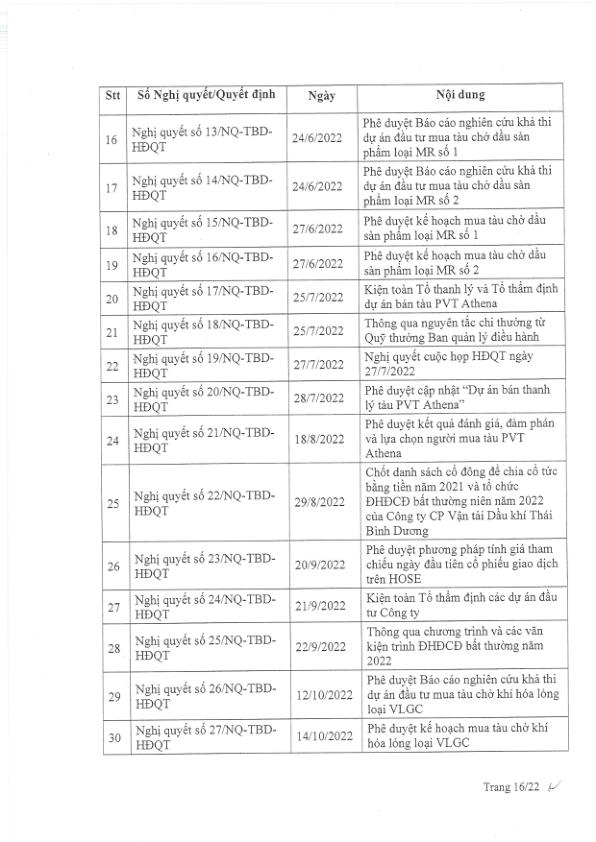 Stt Số Nghị quyết/Quyết định Ngày Nội dung
16 Nghị quyết số 13/NQ-TBD-HĐQT 24/6/2022 Phê duyệt Báo cáo nghiên cứu khả thi
dự án đầu tư mua tàu chở dầu sản
phẩm loại MR số 1
17 Nghị quyết số 14/NQ-TBD-HĐQT 24/6/2022 Phê duyệt Báo cáo nghiên cứu khả thi
dự án đầu tư mua tàu chở dầu sản
phẩm loại MR số 2
18 Nghị quyết số 15/NQ-TBD-HĐQT 27/6/2022 Phê duyệt kế hoạch mua tàu chở dầu
sản phẩm loại MR số 1
19 Nghị quyết số 16/NQ-TBD-HĐQT 27/6/2022 Phê duyệt kế hoạch mua tàu chở dầu
sản phẩm loại MR số 2
20 Nghị quyết số 17/NQ-TBD-HĐQT 25/7/2022 Kiện toàn Tổ thanh lý và Tổ thẩm định
dự án bán tàu PVT Athena
21 Nghị quyết số 18/NQ-TBD-HĐQT 25/7/2022 Thông qua nguyên tắc chi thưởng từ
Quỹ thưởng Ban quản lý điều hành
22 Nghị quyết số 19/NQ-TBD-HĐQT 27/7/2022 Nghị quyết cuộc họp HĐQT ngày
27/7/2022
23 Nghị quyết số 20/NQ-TBD-HĐQT 28/7/2022 Phê duyệt cập nhật “Dự án bán thanh
lý tàu PVT Athena”
24 Nghị quyết số 21/NQ-TBD-HĐQT 18/8/2022 Phê duyệt kết quả đánh giá, đàm phán
và lựa chọn người mua tàu PVT
Athena
25 Nghị quyết số 22/NQ-TBD-HĐQT 29/8/2022 Chốt danh sách cổ đông để chia cổ tức
bằng tiền năm 2021 và tổ chức
ĐHĐCĐ bất thường niên năm 2022
của Công ty CP Vận tải Dầu khí Thái
Bình Dương
26 Nghị quyết số 23/NQ-TBD-HĐQT 20/9/2022 Phê duyệt phương pháp tính giá tham
chiếu ngày đầu tiên cổ phiếu giao dịch
trên HOSE
27 Nghị quyết số 24/NQ-TBD-HĐQT 21/9/2022 Kiện toàn Tổ thẩm định các dự án đầu
tư Công ty
28 Nghị quyết số 25/NQ-TBD-HĐQT 22/9/2022 Thông qua chương trình và các văn
kiện trình ĐHĐCĐ bất thường năm
2022
29 Nghị quyết số 26/NQ-TBD-HĐQT 12/10/2022 Phê duyệt Báo cáo nghiên cứu khả thi
dự án đầu tư mua tàu chở khí hóa lỏng
loại VLGC
30 Nghị quyết số 27/NQ-TBD-HĐQT 14/10/2022 Phê duyệt kế hoạch mua tàu chở khí
hóa lỏng loại VLGC
Trang 16/22